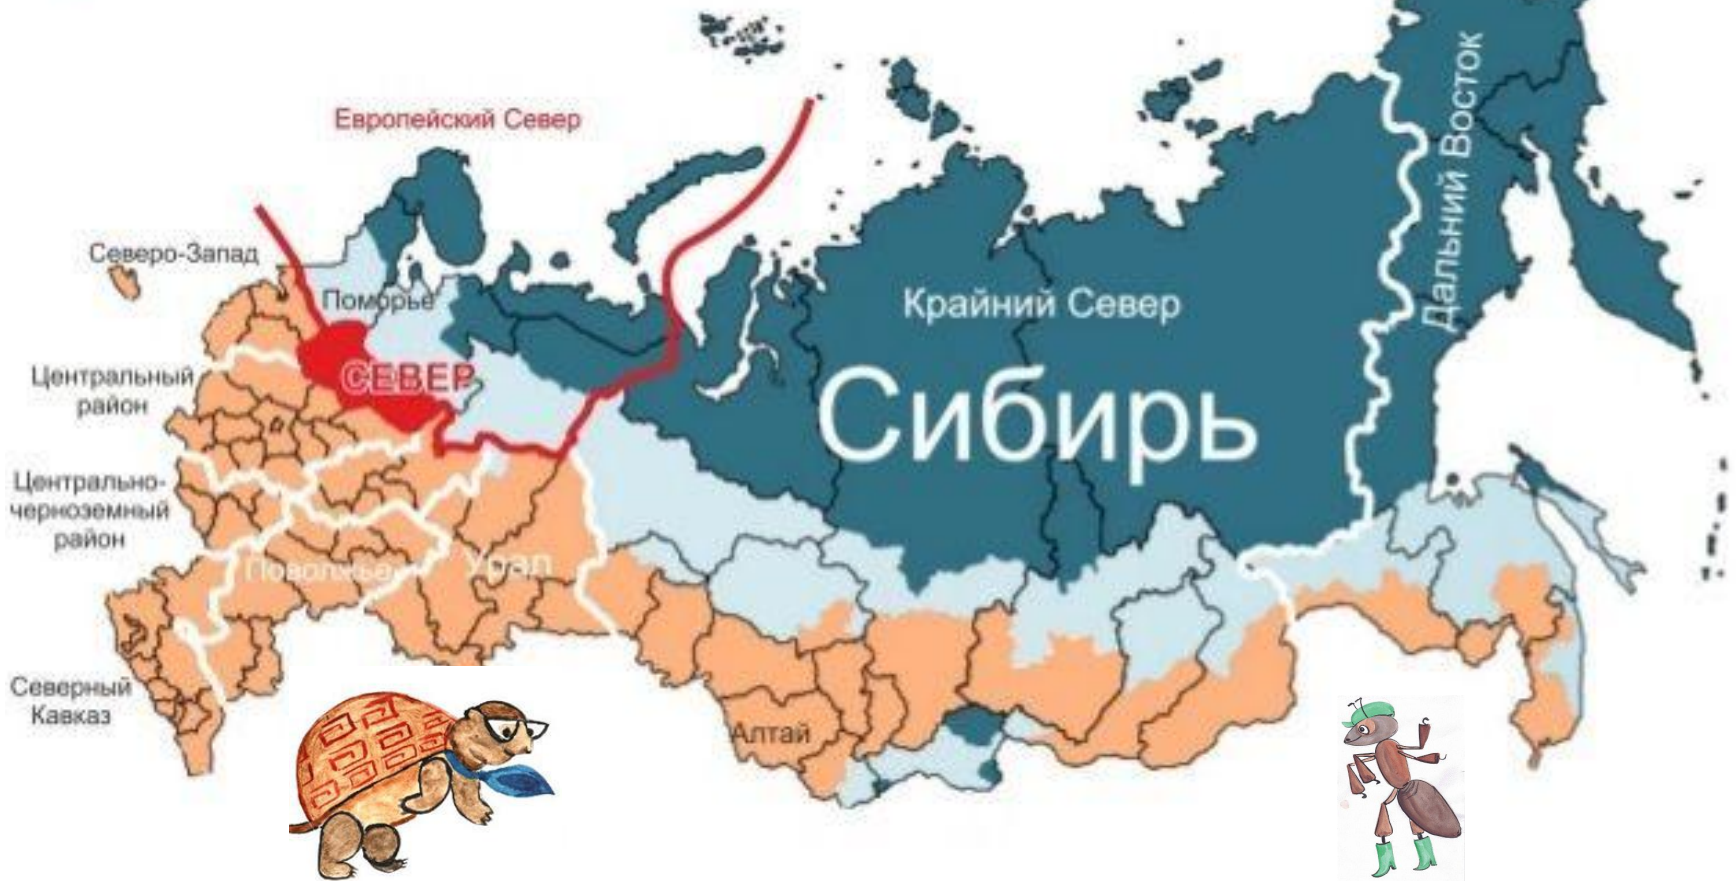 Европейский Север
Северо-Запад
Поморье
СЕВЕР
Центральный
район
Центрально-
черноземный
район
Поволжье
Урал
Северный
Кавказ
Крайний Север
Сибирь
Алтай
Дальний Восток